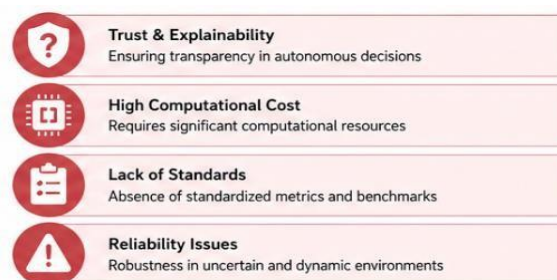 Trust & Explainability
Ensuring transparency in autonomous decisions
High Computational Cost
Requires significant computational resources
Lack of Standards
Absence of standardized metrics and benchmarks
Reliability Issues
Robustness in uncertain and dynamic environments